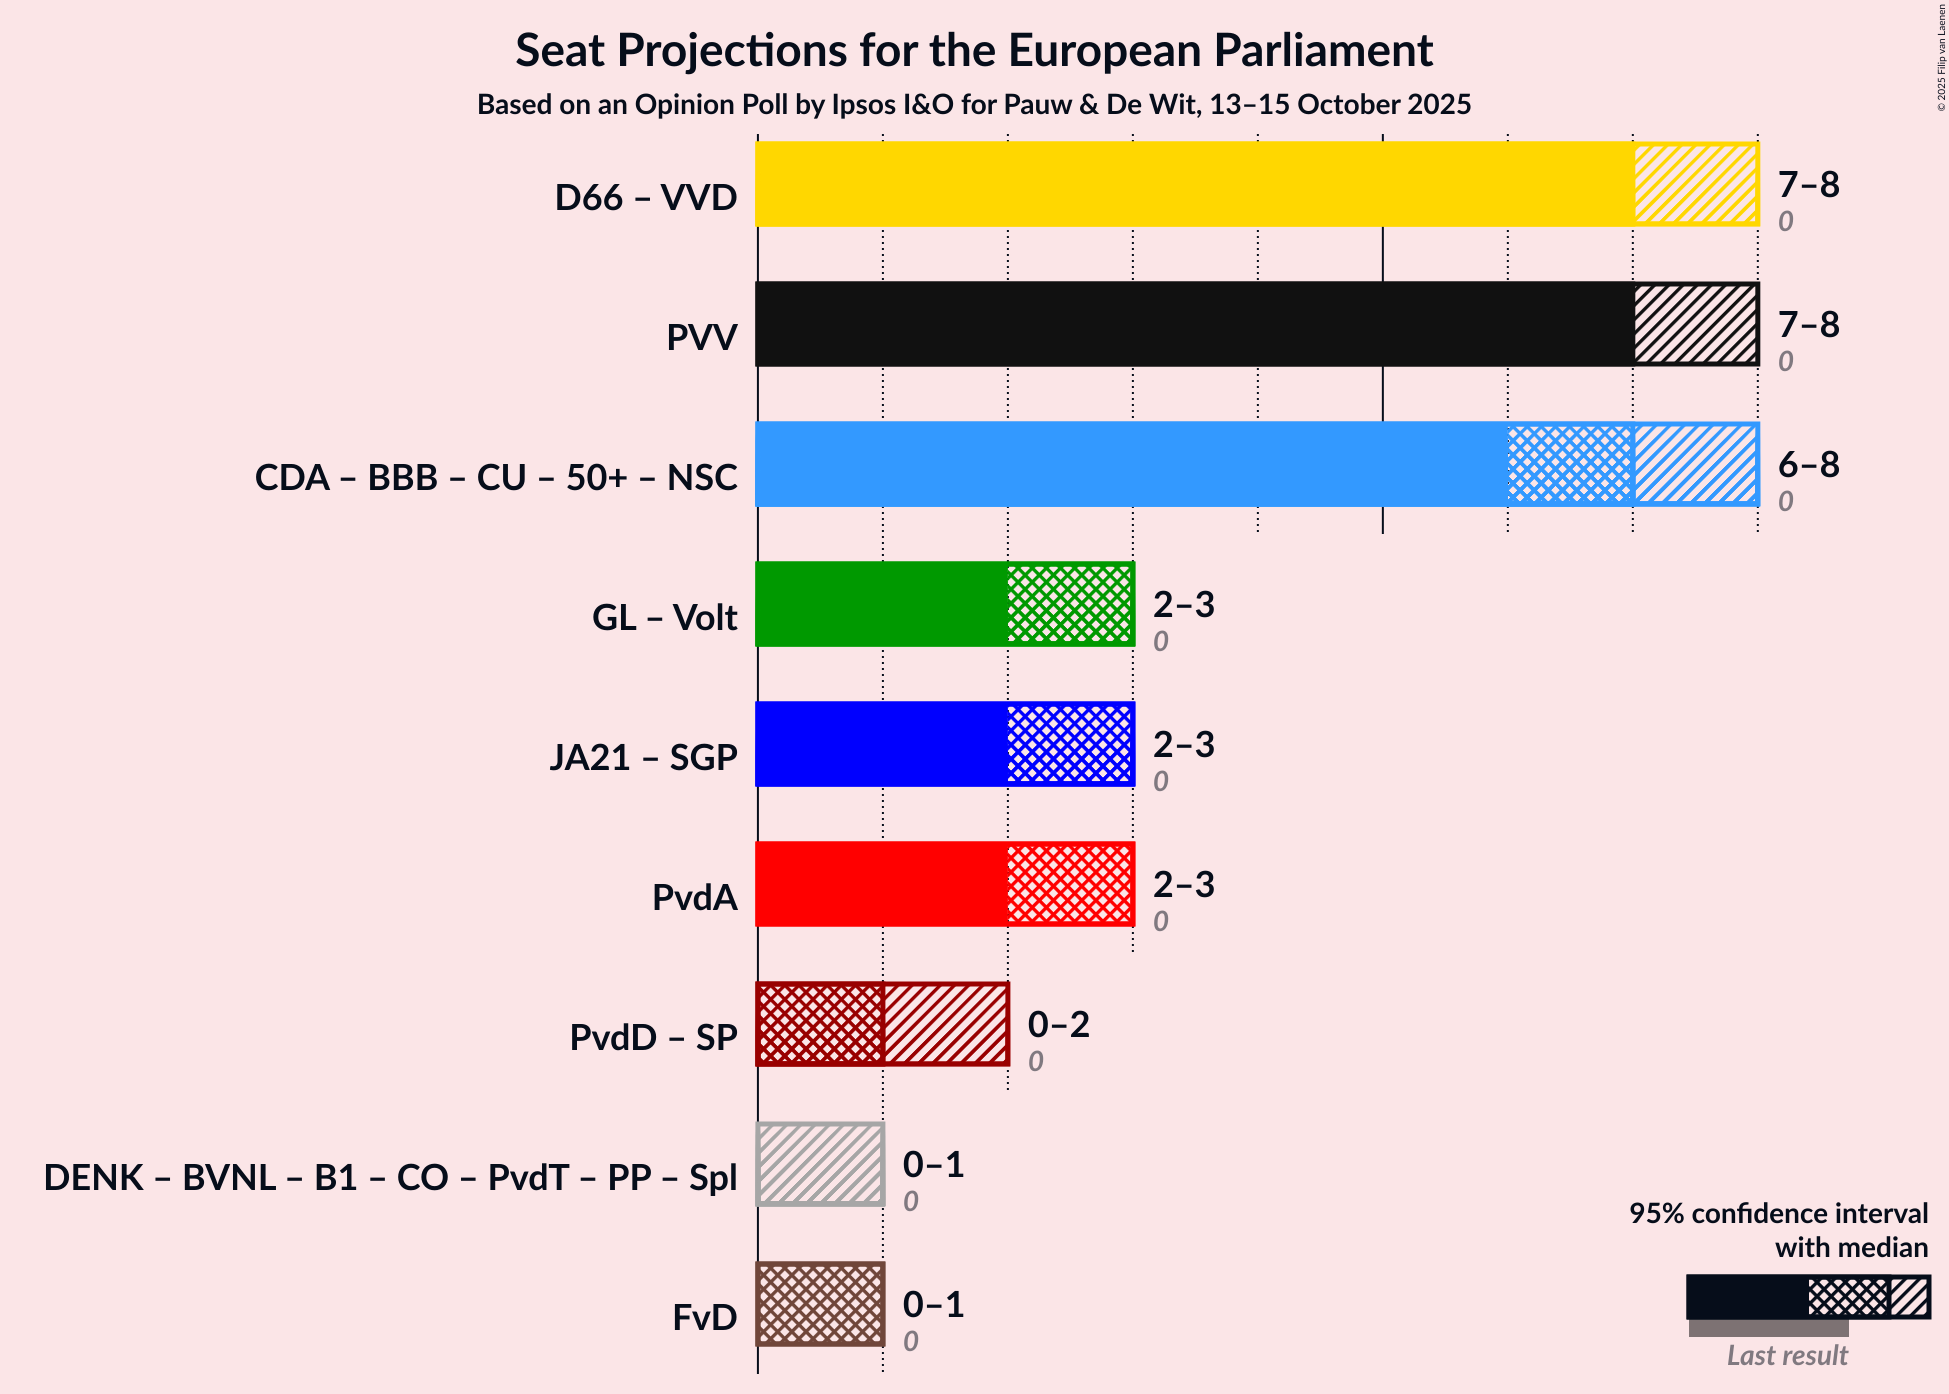 Seat Projections for the European Parliament
Based on an Opinion Poll by Ipsos I&O for Pauw & De Wit, 13–15 October 2025
© 2025 Filip van Laenen
D66 – VVD
7–8
0
PVV
7–8
0
CDA – BBB – CU – 50+ – NSC
6–8
0
GL – Volt
2–3
0
JA21 – SGP
2–3
0
PvdA
2–3
0
PvdD – SP
0–2
0
DENK – BVNL – B1 – CO – PvdT – PP – Spl
0–1
0
FvD
0–1
0
95% confidence interval
with median
Last result